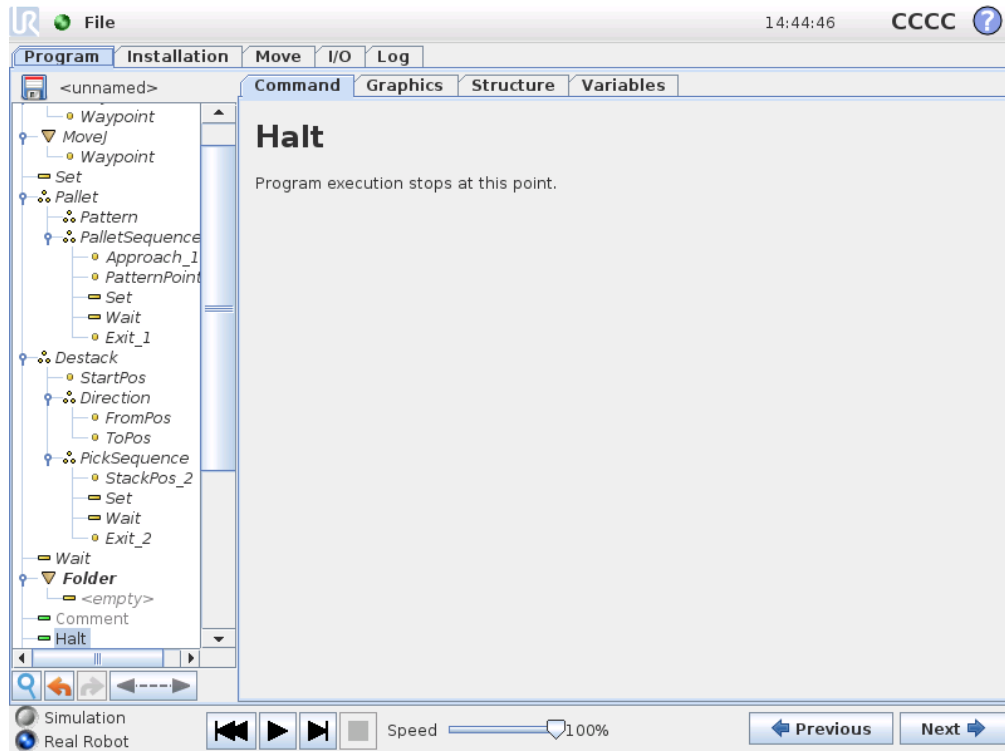 UR File 14:44:46 CCCC ?
Program Installation Move I/O Log
<unnamed> Command Graphics Structure Variables
Waypoint
MoveJ
Waypoint
Set
Pallet
Pattern
PalletSequence
Approach_1
PatternPoint
Set
Wait
Exit_1
Destack
StartPos
Direction
FromPos
ToPos
PickSequence
StackPos_2
Set
Wait
Exit_2
Wait
Folder
<empty>
Comment
Halt
Halt
Program execution stops at this point.
Simulation
Real Robot
Speed 100%
Previous Next